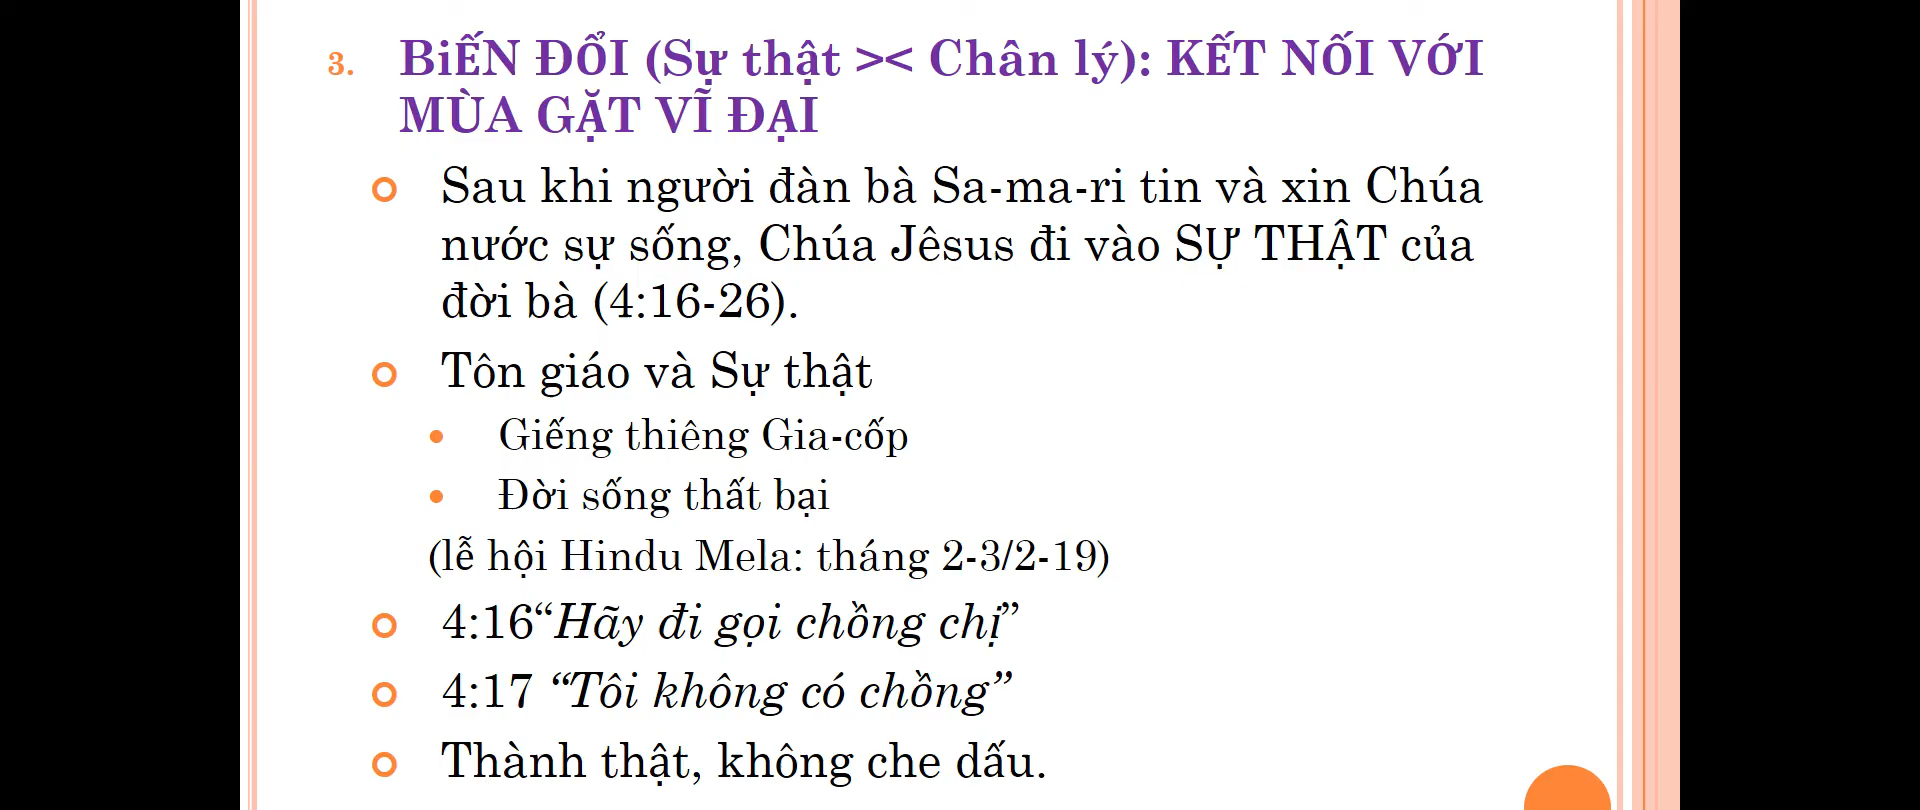 3. BiẾN ĐỔI (Sự thật >< Chân lý): KẾT NỐI VỚI
MÙA GẶT VĨ ĐẠI
Sau khi người đàn bà Sa-ma-ri tin và xin Chúa
nước sự sống, Chúa Jêsus đi vào SỰ THẬT của
đời bà (4:16-26).
Tôn giáo và Sự thật
Giếng thiêng Gia-cốp
Đời sống thất bại
(lễ hội Hindu Mela: tháng 2-3/2-19)
4:16“Hãy đi gọi chồng chị”
4:17 “Tôi không có chồng”
Thành thật, không che dấu.